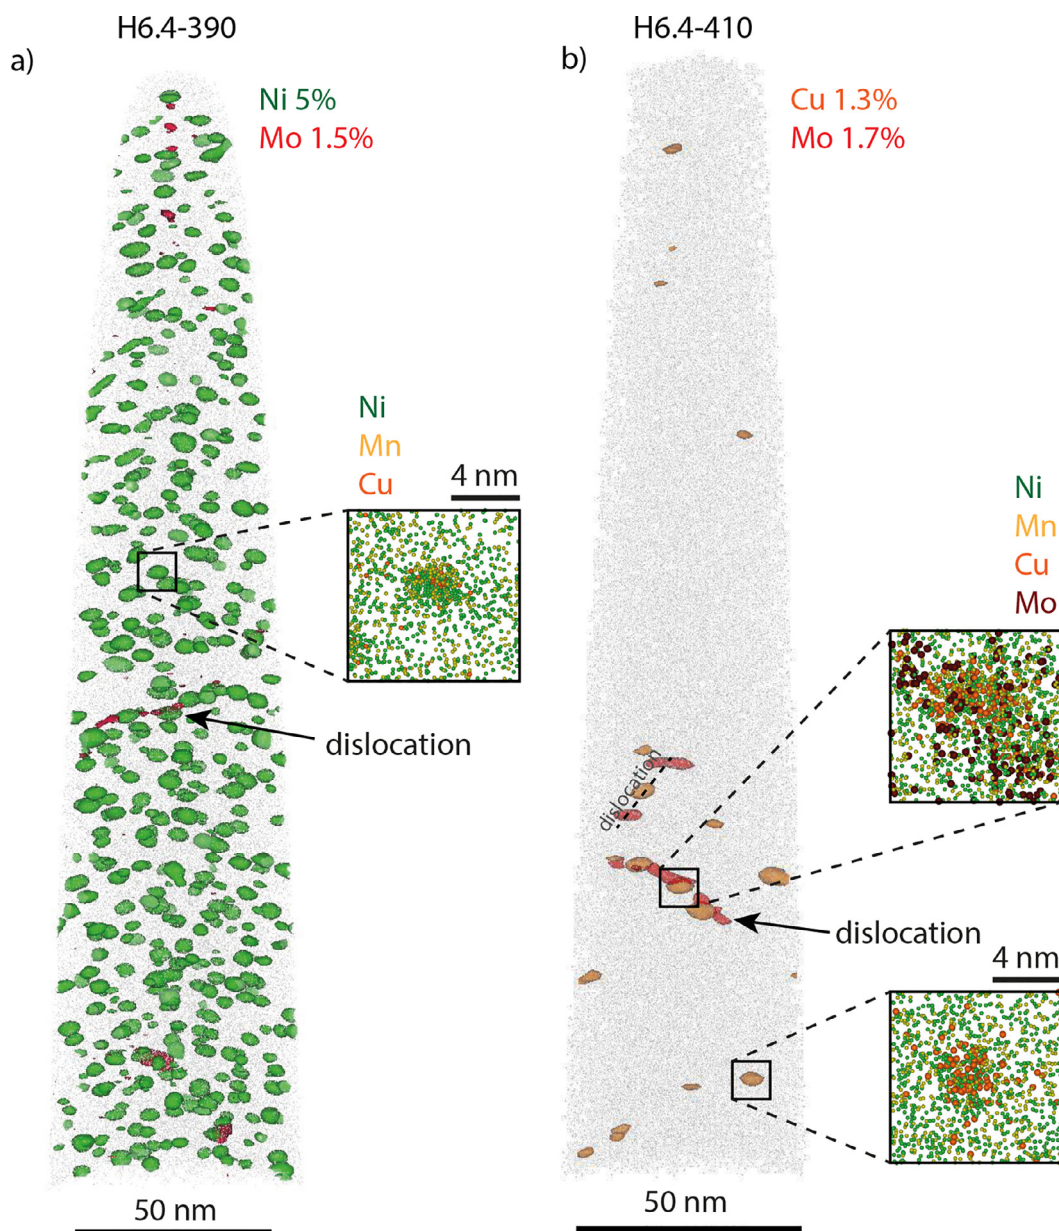 H6.4-390
a)
Ni 5%
Mo 1.5%
Ni
Mn
Cu
4 nm
dislocation
50 nm
H6.4-410
b)
Cu 1.3%
Mo 1.7%
Ni
Mn
Cu
Mo
dislocation
dislocation
4 nm
50 nm